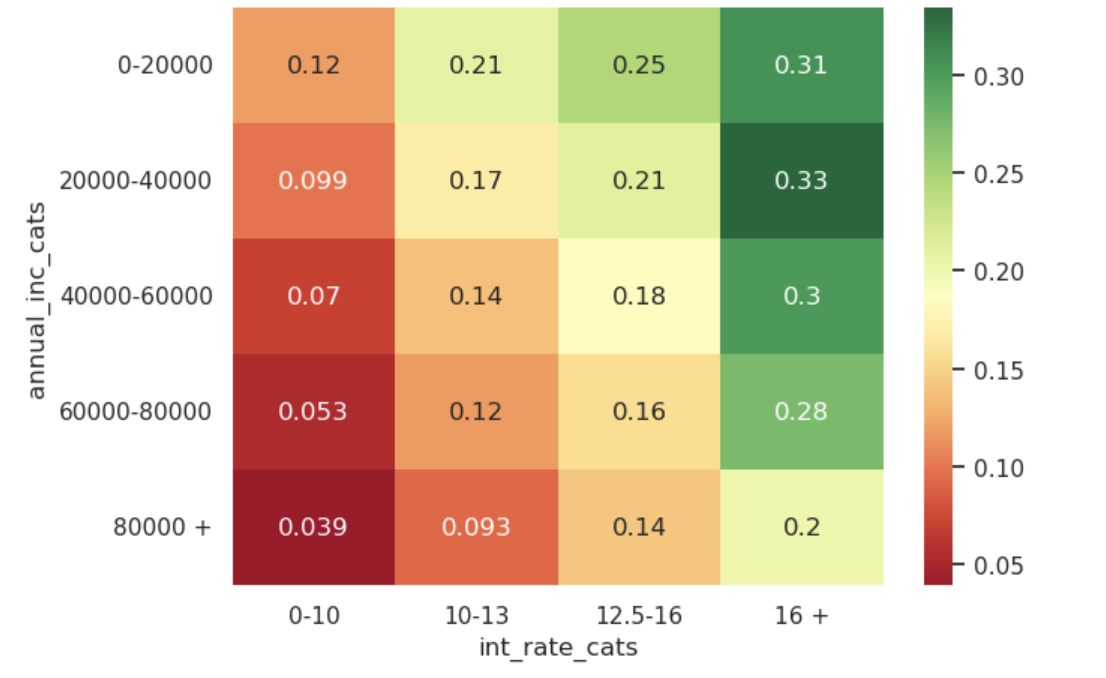 0-20000 0.12 0.21 0.25 0.31
20000-40000 0.099 0.17 0.21 0.33
40000-60000 0.07 0.14 0.18 0.3
60000-80000 0.053 0.12 0.16 0.28
80000 + 0.039 0.093 0.14 0.2
0-10 10-13 12.5-16 16 +
int_rate_cats
annual_inc_cats
0.30
0.25
0.20
0.15
0.10
0.05